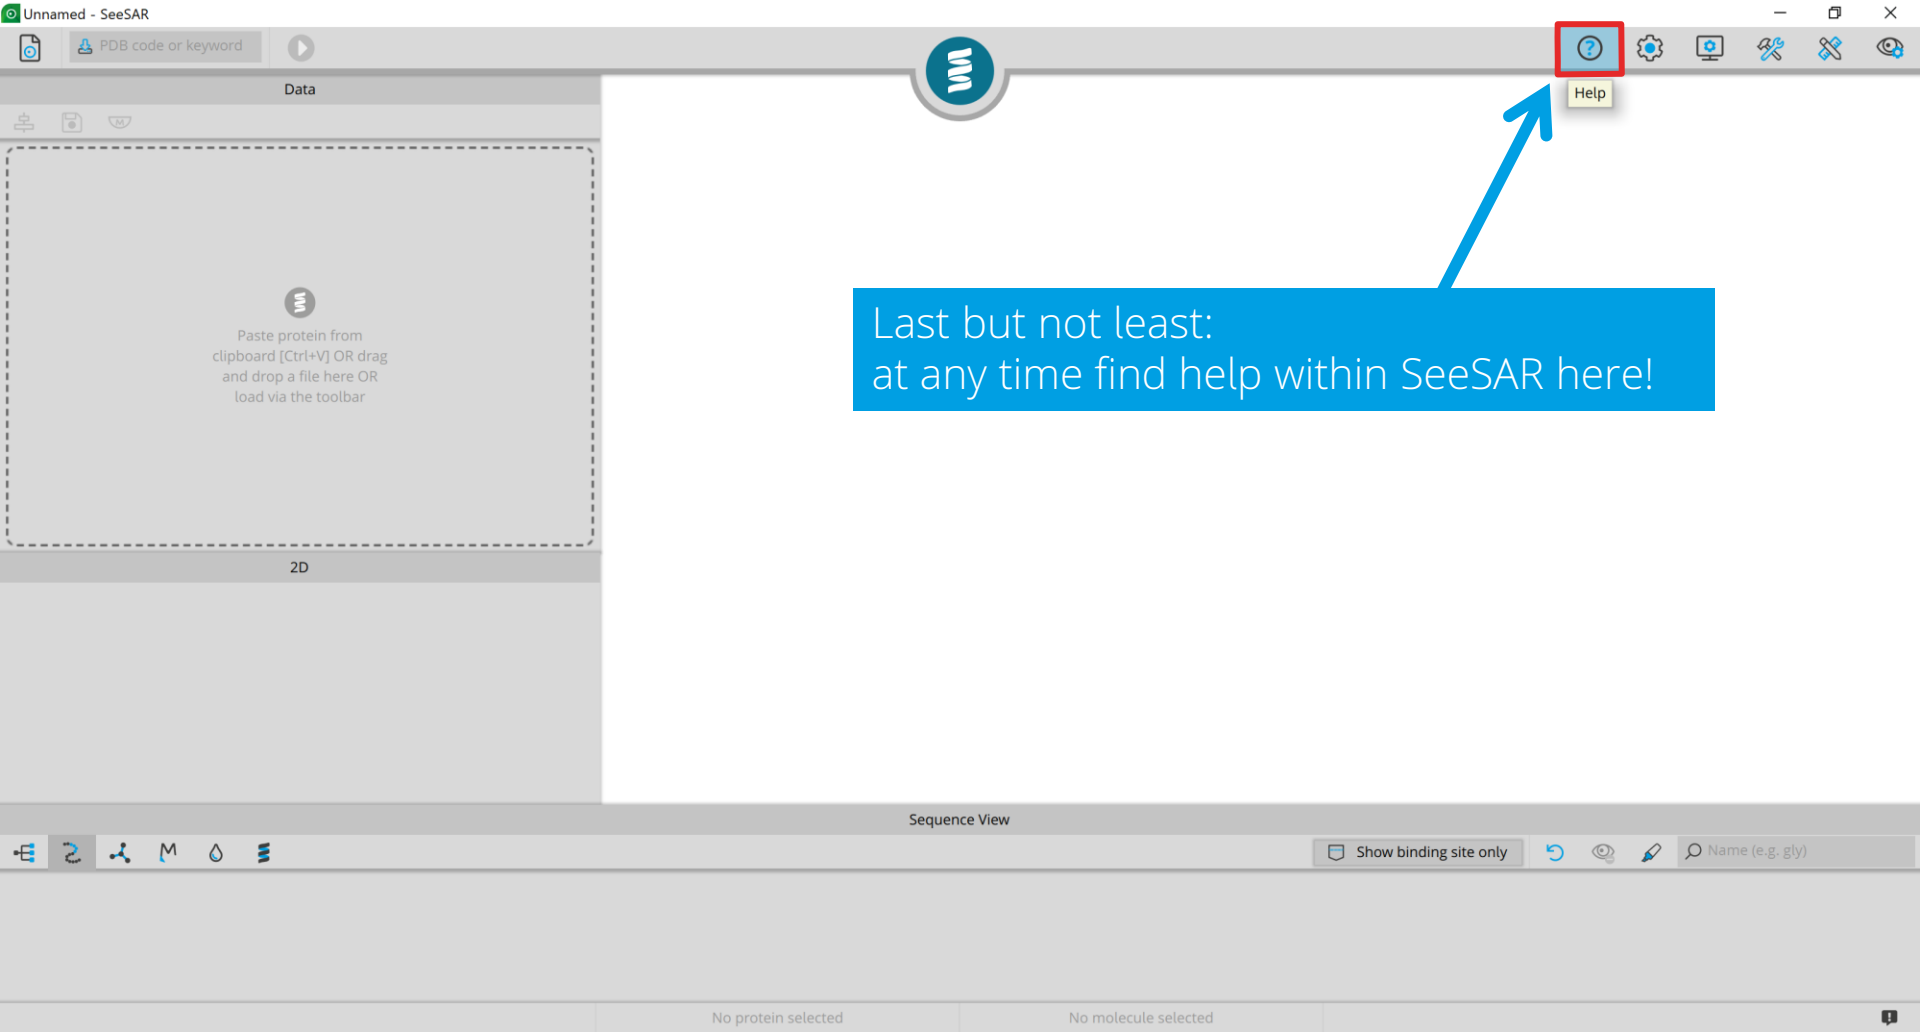 Unnamed - SeeSAR
PDB code or keyword
Help
Data
M
Paste protein from
clipboard [Ctrl+V] OR drag
and drop a file here OR
load via the toolbar
Last but not least:
at any time find help within SeeSAR here!
2D
Sequence View
M
Show binding site only
Name (e.g. gly)
No protein selected
No molecule selected